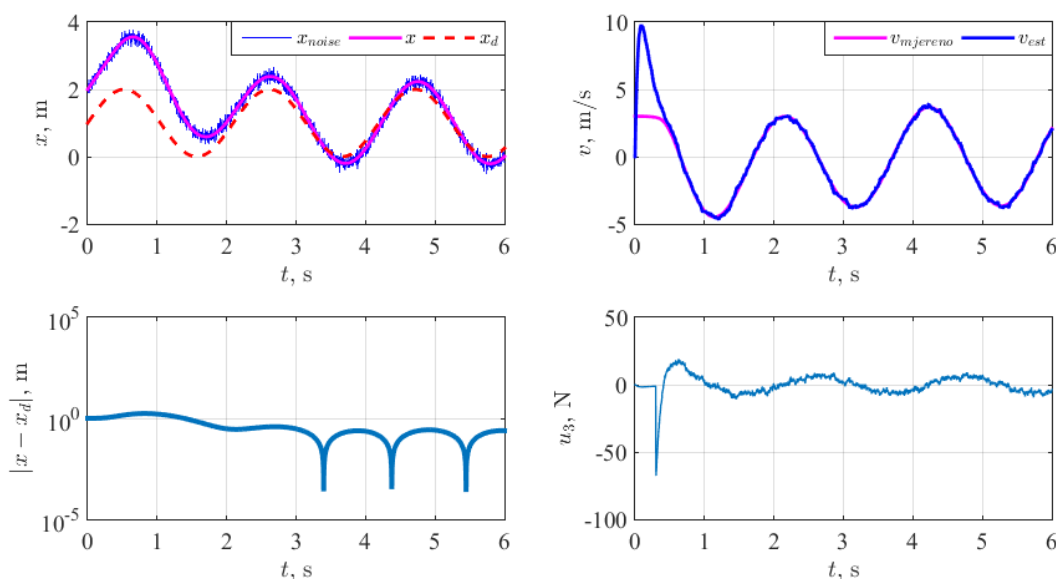 4
2
0
-2
x, m
x_noise x x_d
0 1 2 3 4 5 6
t, s
10
5
0
-5
v, m/s
v_mjereno v_est
0 1 2 3 4 5 6
t, s
10^5
10^0
10^-5
|x − x_d|, m
0 1 2 3 4 5 6
t, s
50
0
-50
-100
u_3, N
0 1 2 3 4 5 6
t, s